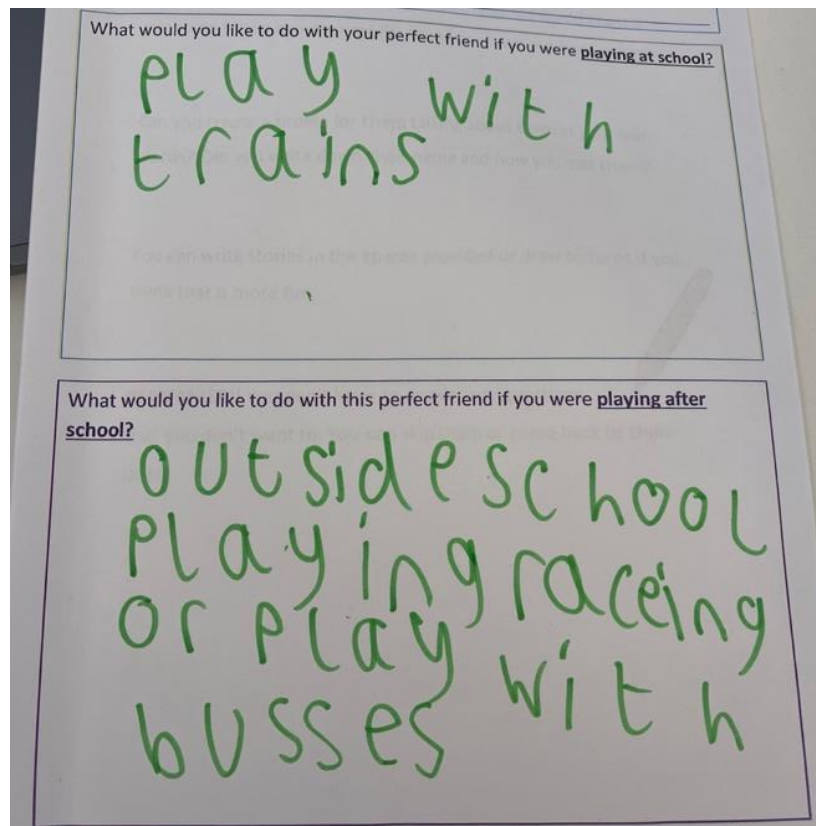 What would you like to do with your perfect friend if you were playing at school?
play with
trains
What would you like to do with this perfect friend if you were playing after
school?
outside school
playing raceing
or play with
busses